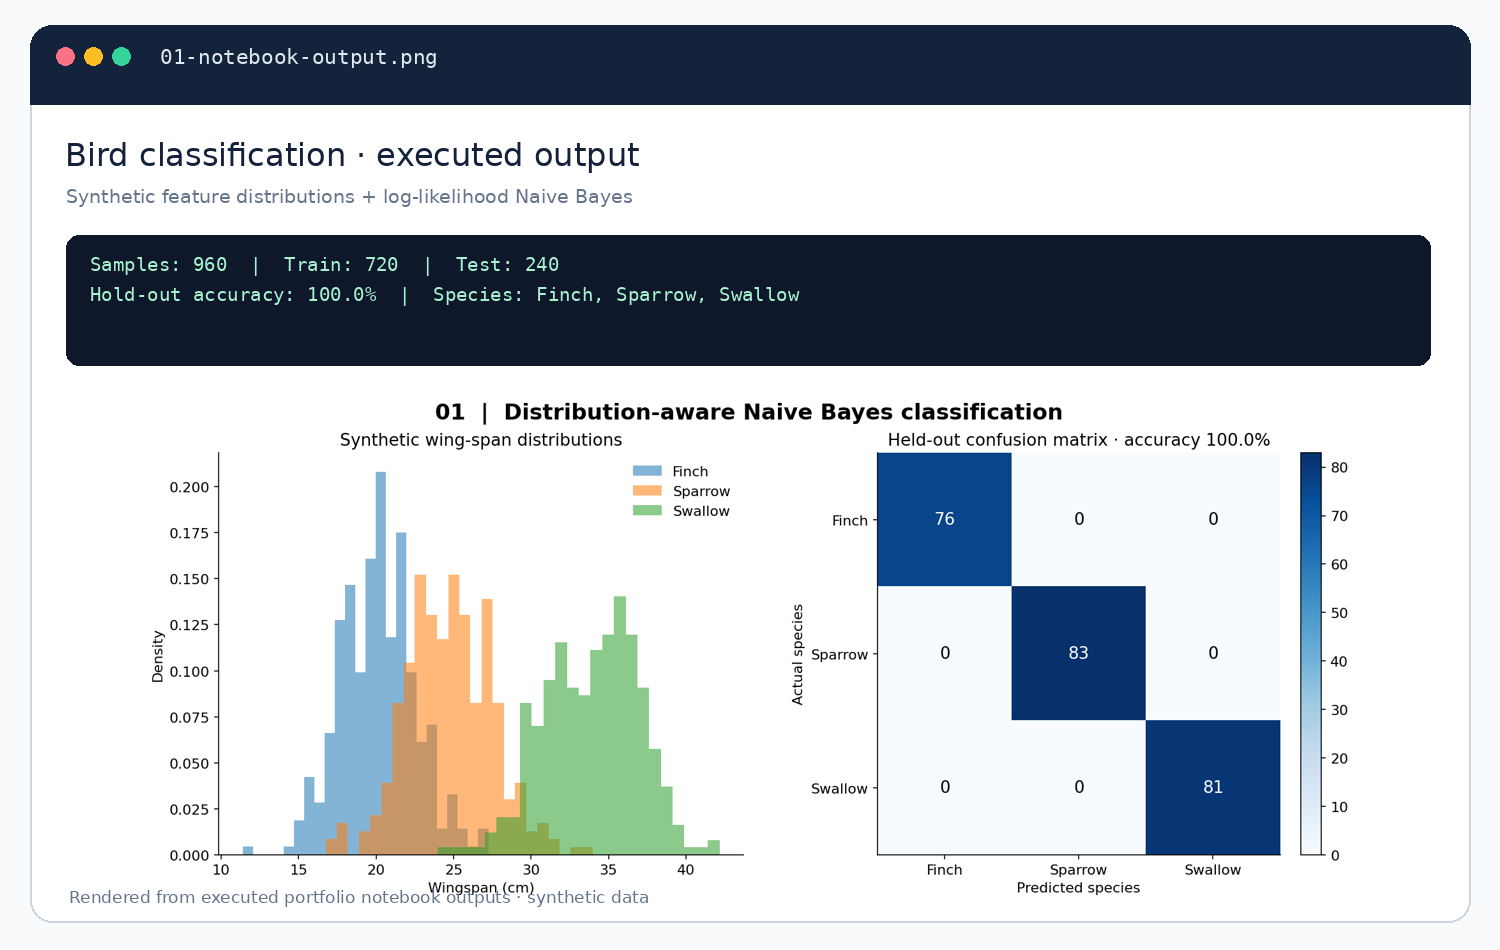 01-notebook-output.png
Bird classification · executed output
Synthetic feature distributions + log-likelihood Naive Bayes
Samples: 960  |  Train: 720  |  Test: 240
Hold-out accuracy: 100.0%  |  Species: Finch, Sparrow, Swallow
01  |  Distribution-aware Naive Bayes classification
Synthetic wing-span distributions
Finch
Sparrow
Swallow
Density
0.200
0.175
0.150
0.125
0.100
0.075
0.050
0.025
0.000
10 15 20 25 30 35 40
Wingspan (cm)
Held-out confusion matrix · accuracy 100.0%
Actual species
Finch 76 0 0
Sparrow 0 83 0
Swallow 0 0 81
Finch Sparrow Swallow
Predicted species
80
70
60
50
40
30
20
10
0
Rendered from executed portfolio notebook outputs · synthetic data